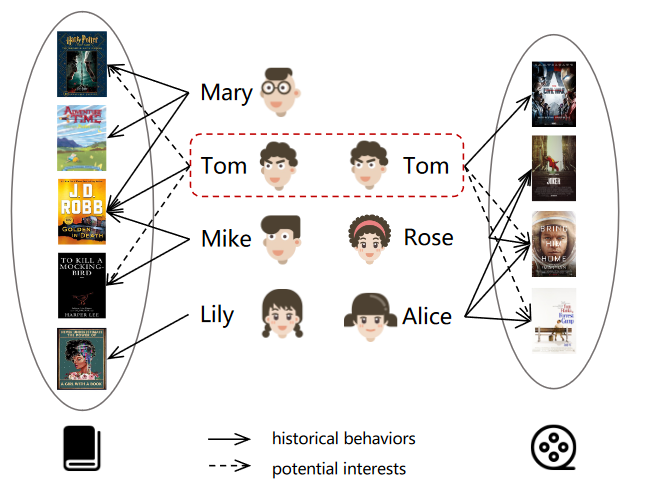 Harry Potter
Mary
ADVENTURE
TIME
CIVIL WAR
Tom
Tom
JOKER
J.D.
ROBB
GOLDEN
IN DEATH
Mike
Rose
BRING
HIM
HOME
TO KILL A
MOCKING-
BIRD
HARPER LEE
Lily
Alice
Forrest
Gump
A GIRL WITH A BOOK
historical behaviors
potential interests